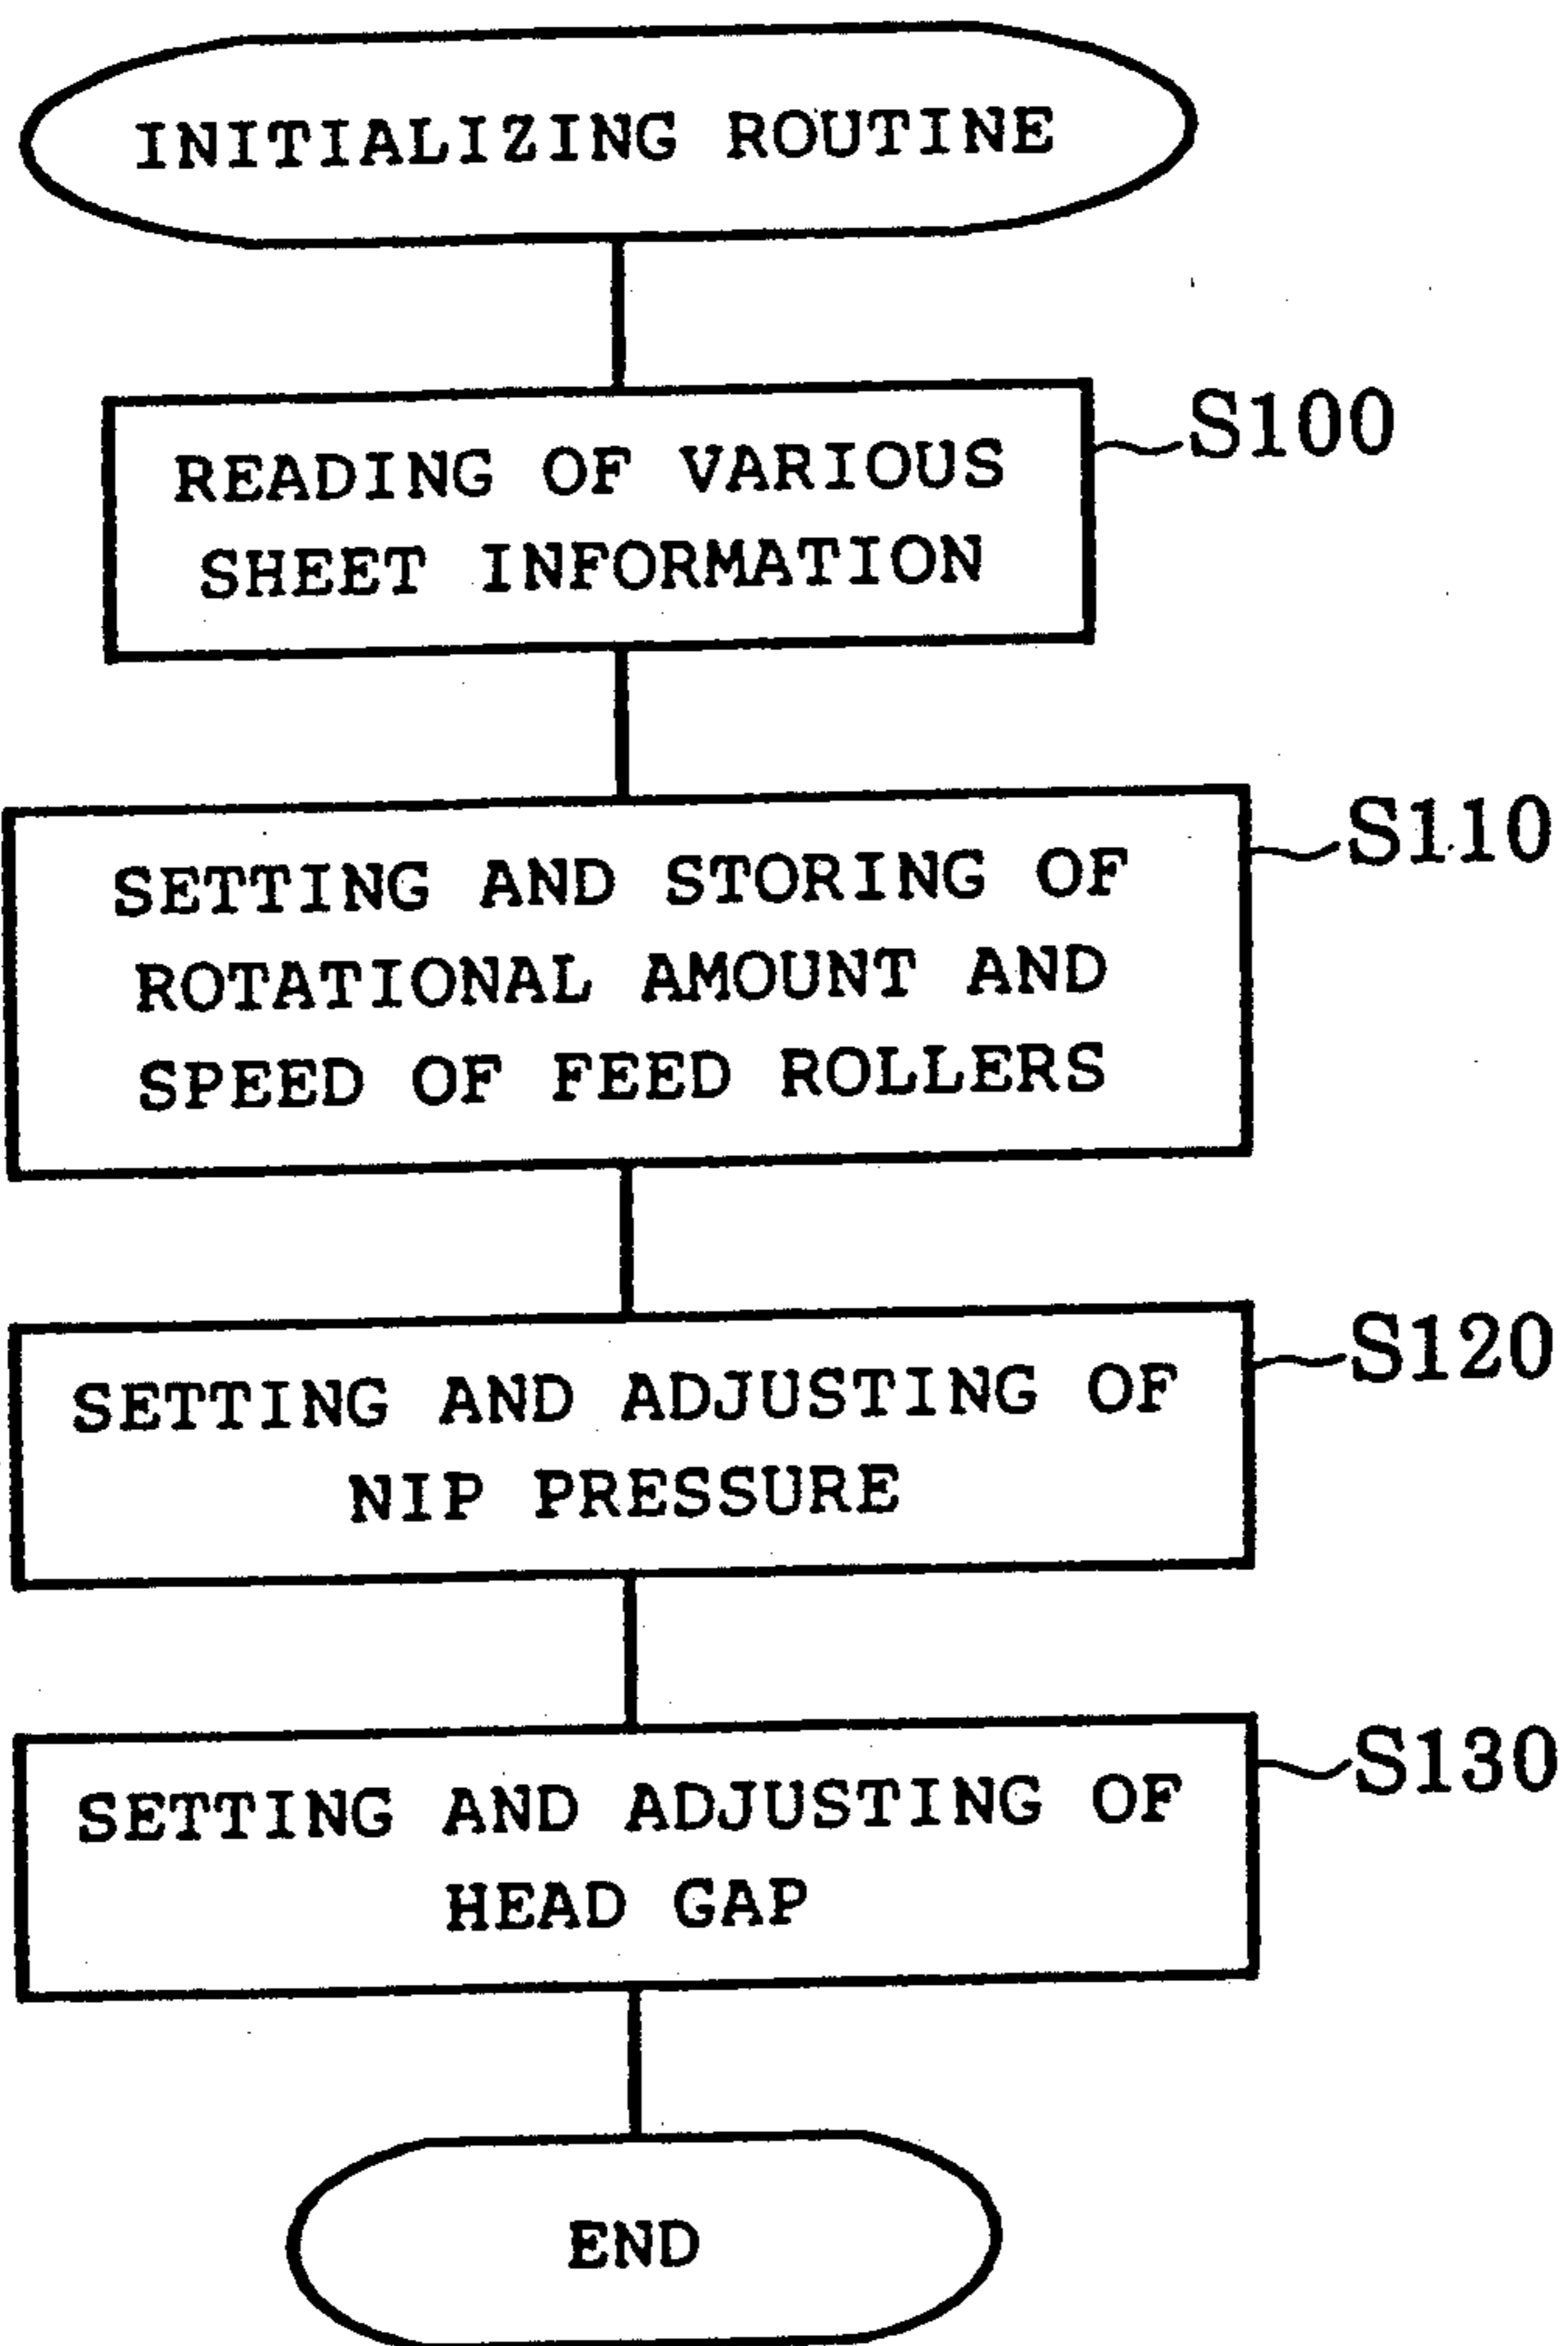 INITIALIZING ROUTINE
READING OF VARIOUS
SHEET INFORMATION
S100
SETTING AND STORING OF
ROTATIONAL AMOUNT AND
SPEED OF FEED ROLLERS
S110
SETTING AND ADJUSTING OF
NIP PRESSURE
S120
SETTING AND ADJUSTING OF
HEAD GAP
S130
END